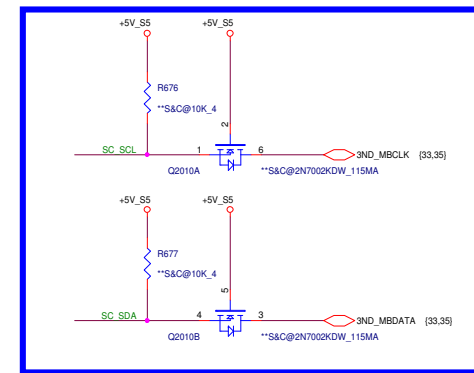 +5V_S5 +5V_S5
R676
**S&C@10K_4
2
SC_SCL 1 6 3ND_MBCLK {33,35}
Q2010A **S&C@2N7002KDW_115MA
+5V_S5 +5V_S5
R677
**S&C@10K_4
5
SC_SDA 4 3 3ND_MBDATA {33,35}
Q2010B **S&C@2N7002KDW_115MA